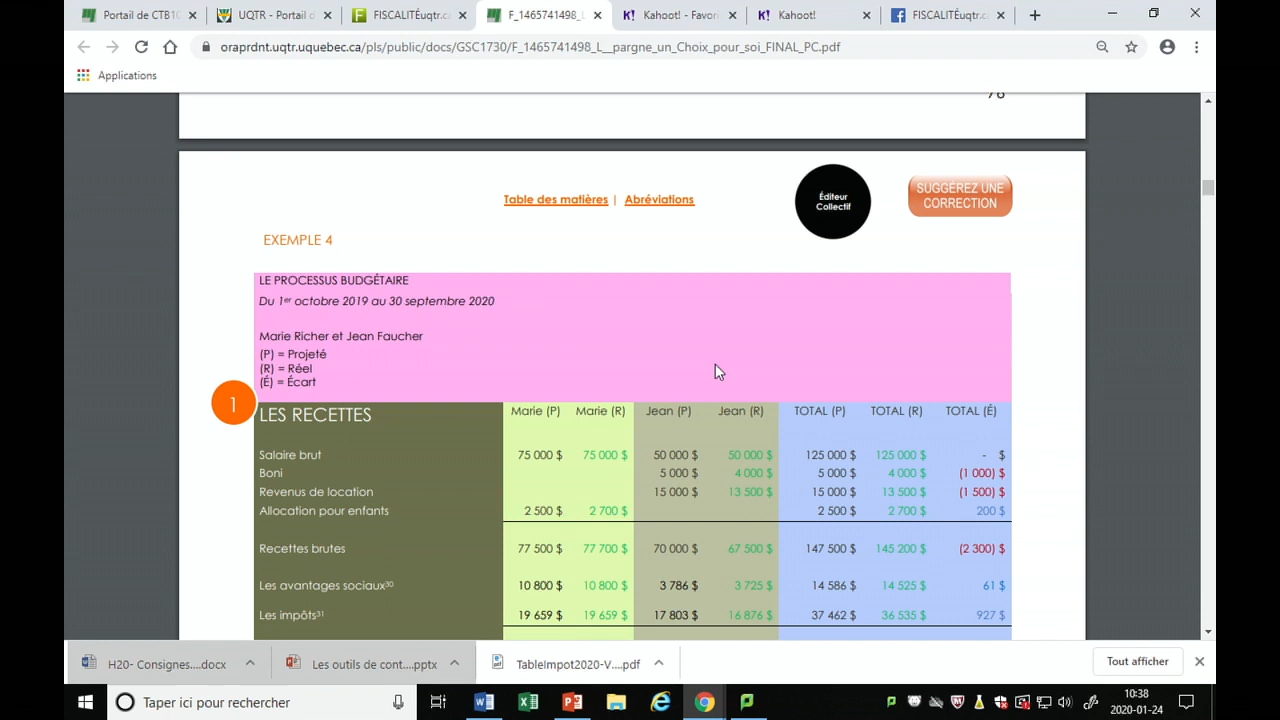 Portail de CTB10
UQTR - Portail d
FISCALITÉuqtr.ca
F_1465741498_L
Kahoot! - Favori
Kahoot!
FISCALITÉuqtr.ca
oraprdnt.uqtr.uquebec.ca/pls/public/docs/GSC1730/F_1465741498_L__pargne_un_Choix_pour_soi_FINAL_PC.pdf
Applications
Table des matières | Abréviations
Éditeur
Collectif
SUGGÉREZ UNE
CORRECTION
EXEMPLE 4
LE PROCESSUS BUDGÉTAIRE
Du 1er octobre 2019 au 30 septembre 2020
Marie Richer et Jean Faucher
(P) = Projeté
(R) = Réel
(É) = Écart
1
LES RECETTES Marie (P) Marie (R) Jean (P) Jean (R) TOTAL (P) TOTAL (R) TOTAL (É)
Salaire brut 75 000 $ 75 000 $ 50 000 $ 50 000 $ 125 000 $ 125 000 $ - $
Boni 5 000 $ 4 000 $ 5 000 $ 4 000 $ (1 000) $
Revenus de location 15 000 $ 13 500 $ 15 000 $ 13 500 $ (1 500) $
Allocation pour enfants 2 500 $ 2 700 $ 2 500 $ 2 700 $ 200 $
Recettes brutes 77 500 $ 77 700 $ 70 000 $ 67 500 $ 147 500 $ 145 200 $ (2 300) $
Les avantages sociaux30 10 800 $ 10 800 $ 3 786 $ 3 725 $ 14 586 $ 14 525 $ 61 $
Les impôts31 19 659 $ 19 659 $ 17 803 $ 16 876 $ 37 462 $ 36 535 $ 927 $
H20- Consignes....docx
Les outils de cont....pptx
TableImpot2020-V....pdf
Tout afficher
Taper ici pour rechercher
10:38
2020-01-24